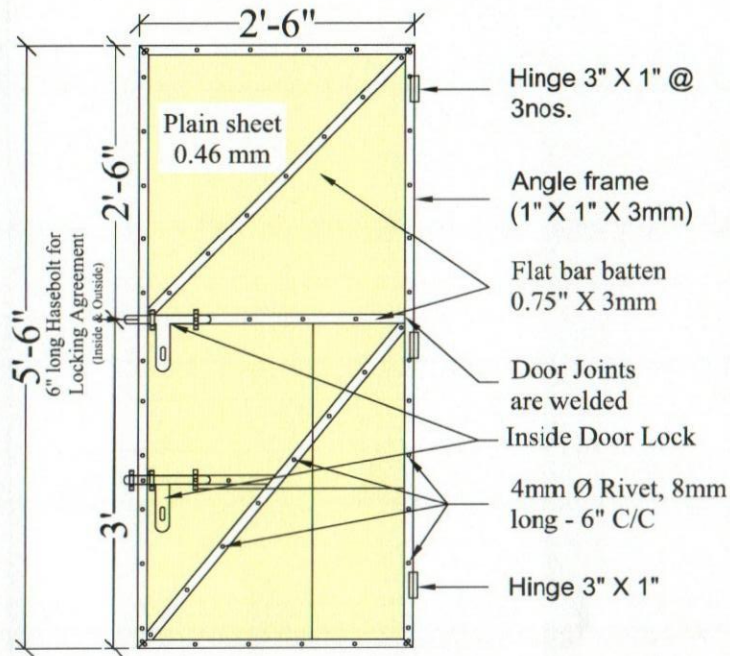 2'-6"
Hinge 3" X 1" @
3nos.
Plain sheet
0.46 mm
Angle frame
(1" X 1" X 3mm)
2'-6"
5'-6"
6" long Hasebolt for
Locking Agreement
(Inside & Outside)
Flat bar batten
0.75" X 3mm
Door Joints
are welded
Inside Door Lock
3'
4mm Ø Rivet, 8mm
long - 6" C/C
Hinge 3" X 1"